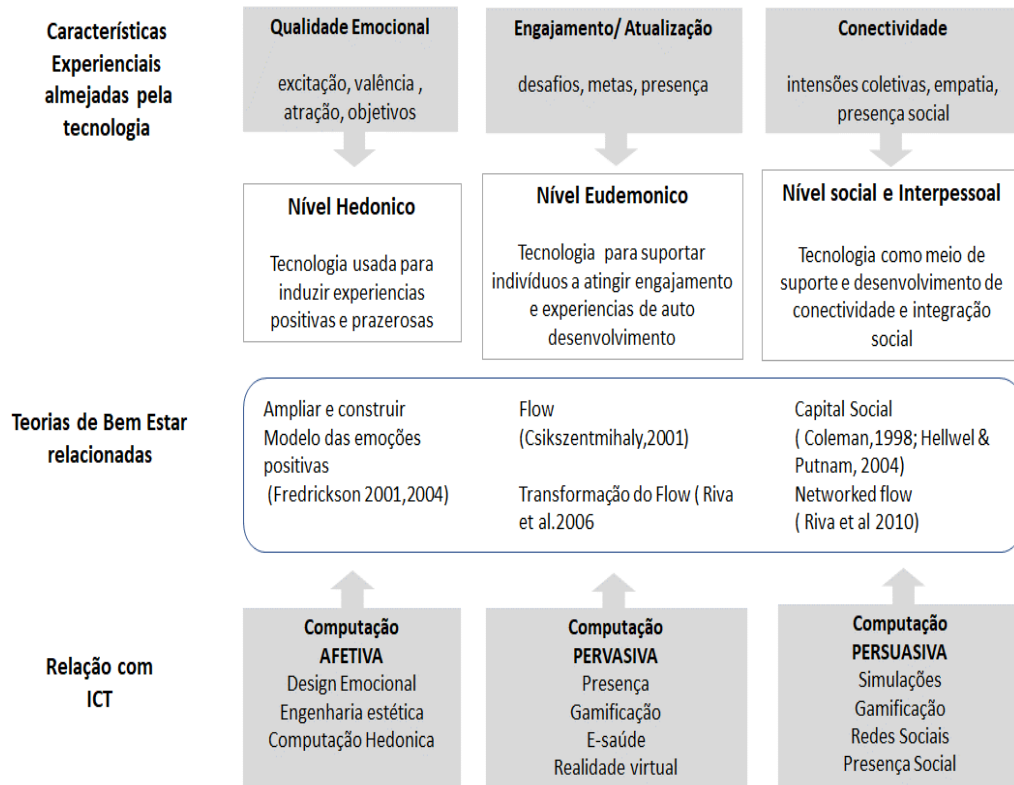 Características
Experienciais
almejadas pela
tecnologia
Qualidade Emocional
excitação, valência ,
atração, objetivos
Engajamento/ Atualização
desafios, metas, presença
Conectividade
intensões coletivas, empatia,
presença social
Nível Hedonico
Tecnologia usada para
induzir experiencias
positivas e prazerosas
Nível Eudemonico
Tecnologia para suportar
indivíduos a atingir engajamento
e experiencias de auto
desenvolvimento
Nível social e Interpessoal
Tecnologia como meio de
suporte e desenvolvimento de
conectividade e integração
social
Teorias de Bem Estar
relacionadas
Ampliar e construir
Modelo das emoções
positivas
(Fredrickson 2001,2004)
Flow
(Csikszentmihaly,2001)
Transformação do Flow ( Riva
et al.2006
Capital Social
( Coleman,1998; Hellwel &
Putnam, 2004)
Networked flow
( Riva et al 2010)
Relação com
ICT
Computação
AFETIVA
Design Emocional
Engenharia estética
Computação Hedonica
Computação
PERVASIVA
Presença
Gamificação
E-saúde
Realidade virtual
Computação
PERSUASIVA
Simulações
Gamificação
Redes Sociais
Presença Social